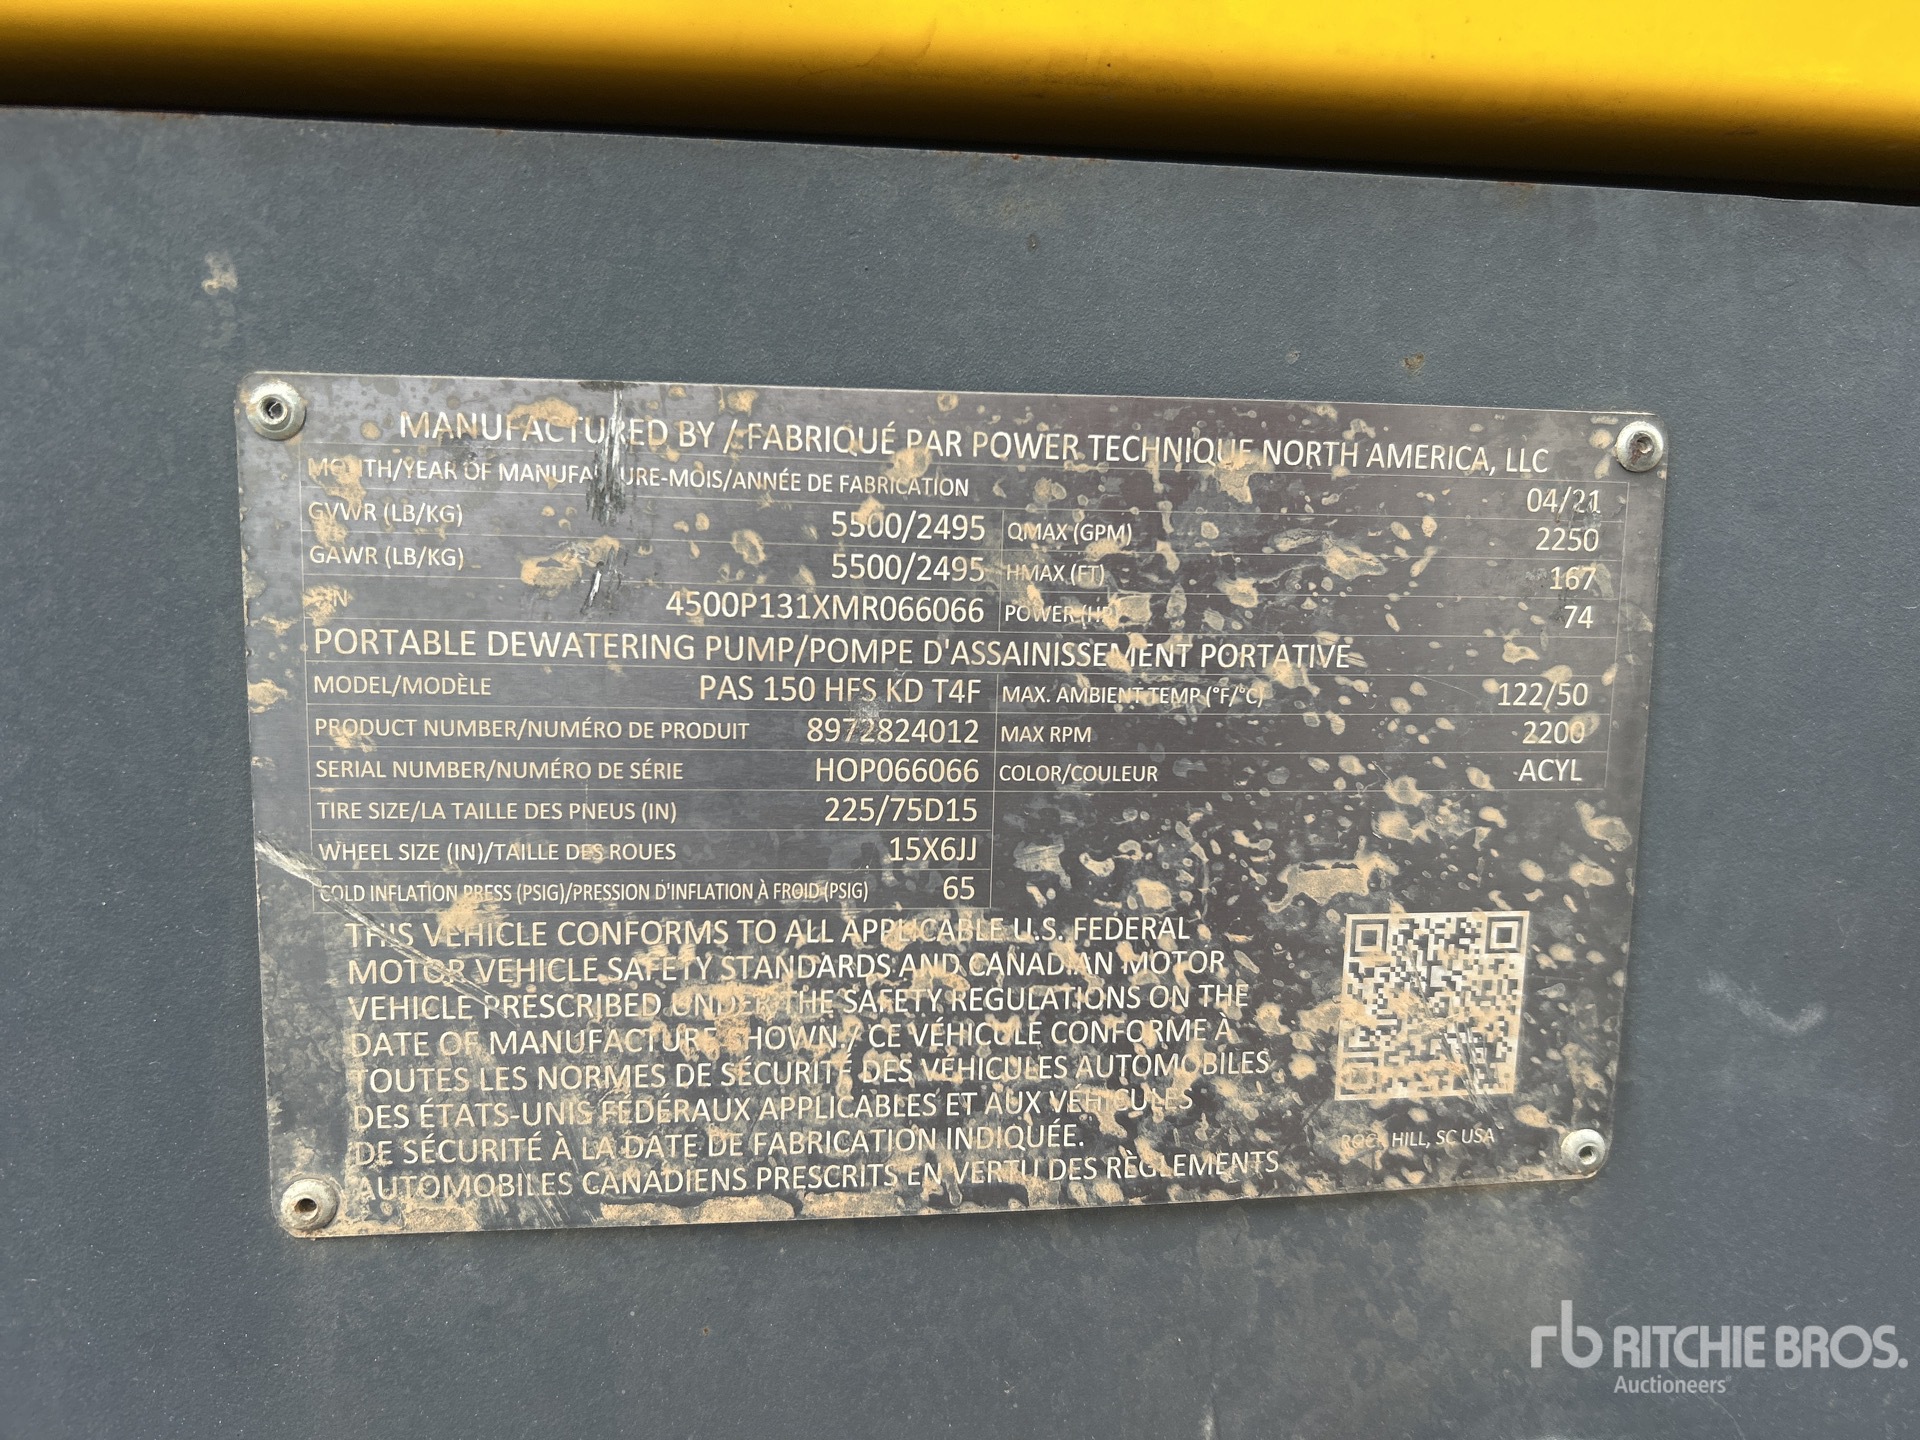 MANUFACTURED BY / FABRIQUÉ PAR POWER TECHNIQUE NORTH AMERICA, LLC
MONTH/YEAR OF MANUFACTURE-MOIS/ANNÉE DE FABRICATION 04/21
GVWR (LB/KG) 5500/2495 QMAX (GPM) 2250
GAWR (LB/KG) 5500/2495 HMAX (FT) 167
4500P131XMR066066 POWER (HP) 74
PORTABLE DEWATERING PUMP/POMPE D'ASSAINISSEMENT PORTATIVE
MODEL/MODÈLE PAS 150 HFS KD T4F MAX. AMBIENT TEMP (°F/°C) 122/50
PRODUCT NUMBER/NUMÉRO DE PRODUIT 8972824012 MAX RPM 2200
SERIAL NUMBER/NUMÉRO DE SÉRIE HOP066066 COLOR/COULEUR ACYL
TIRE SIZE/LA TAILLE DES PNEUS (IN) 225/75D15
WHEEL SIZE (IN)/TAILLE DES ROUES 15X6JJ
COLD INFLATION PRESS (PSIG)/PRESSION D'INFLATION À FROID (PSIG) 65
THIS VEHICLE CONFORMS TO ALL APPLICABLE U.S. FEDERAL
MOTOR VEHICLE SAFETY STANDARDS AND CANADIAN MOTOR
VEHICLE PRESCRIBED UNDER THE SAFETY REGULATIONS ON THE
DATE OF MANUFACTURE SHOWN / CE VÉHICULE CONFORME À
TOUTES LES NORMES DE SÉCURITÉ DES VÉHICULES AUTOMOBILES
DES ÉTATS-UNIS FÉDÉRAUX APPLICABLES ET AUX VÉHICULES
DE SÉCURITÉ À LA DATE DE FABRICATION INDIQUÉE.
AUTOMOBILES CANADIENS PRESCRITS EN VERTU DES RÈGLEMENTS
ROCK HILL, SC USA
rb RITCHIE BROS.
Auctioneers